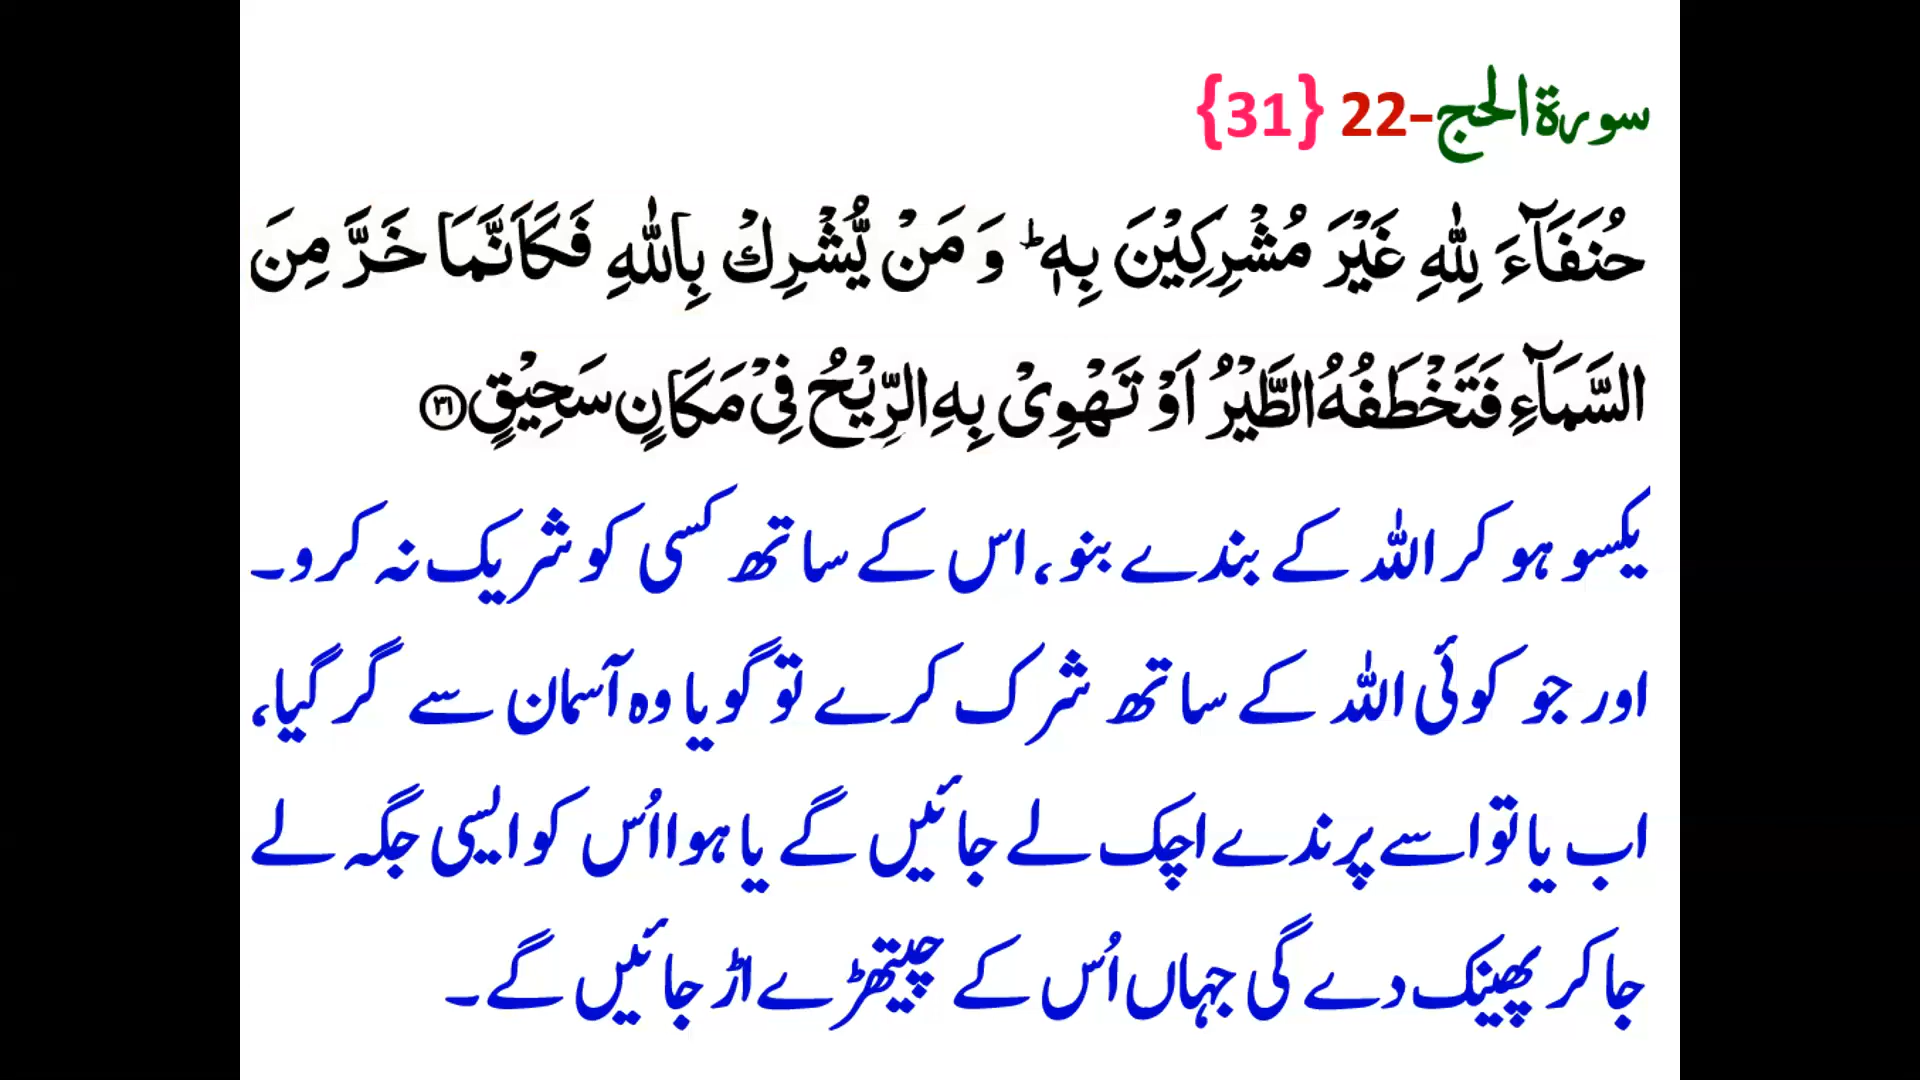 سورۃ الحج-22 {31}
حُنَفَآءَ لِلّٰهِ غَیْرَ مُشْرِكِیْنَ بِهٖ ؕ وَ مَنْ یُّشْرِكْ بِاللّٰهِ فَكَاَنَّمَا خَرَّ مِنَ
السَّمَآءِ فَتَخْطَفُهُ الطَّیْرُ اَوْ تَهْوِیْ بِهِ الرِّیْحُ فِیْ مَكَانٍ سَحِیْقٍ ﴿۳۱﴾
یکسو ہو کر اللہ کے بندے بنو، اس کے ساتھ کسی کو شریک نہ کرو۔
اور جو کوئی اللہ کے ساتھ شرک کرے تو گویا وہ آسمان سے گر گیا،
اب یا تو اسے پرندے اچک لے جائیں گے یا ہوا اُس کو ایسی جگہ لے
جا کر پھینک دے گی جہاں اُس کے چیتھڑے اڑ جائیں گے۔